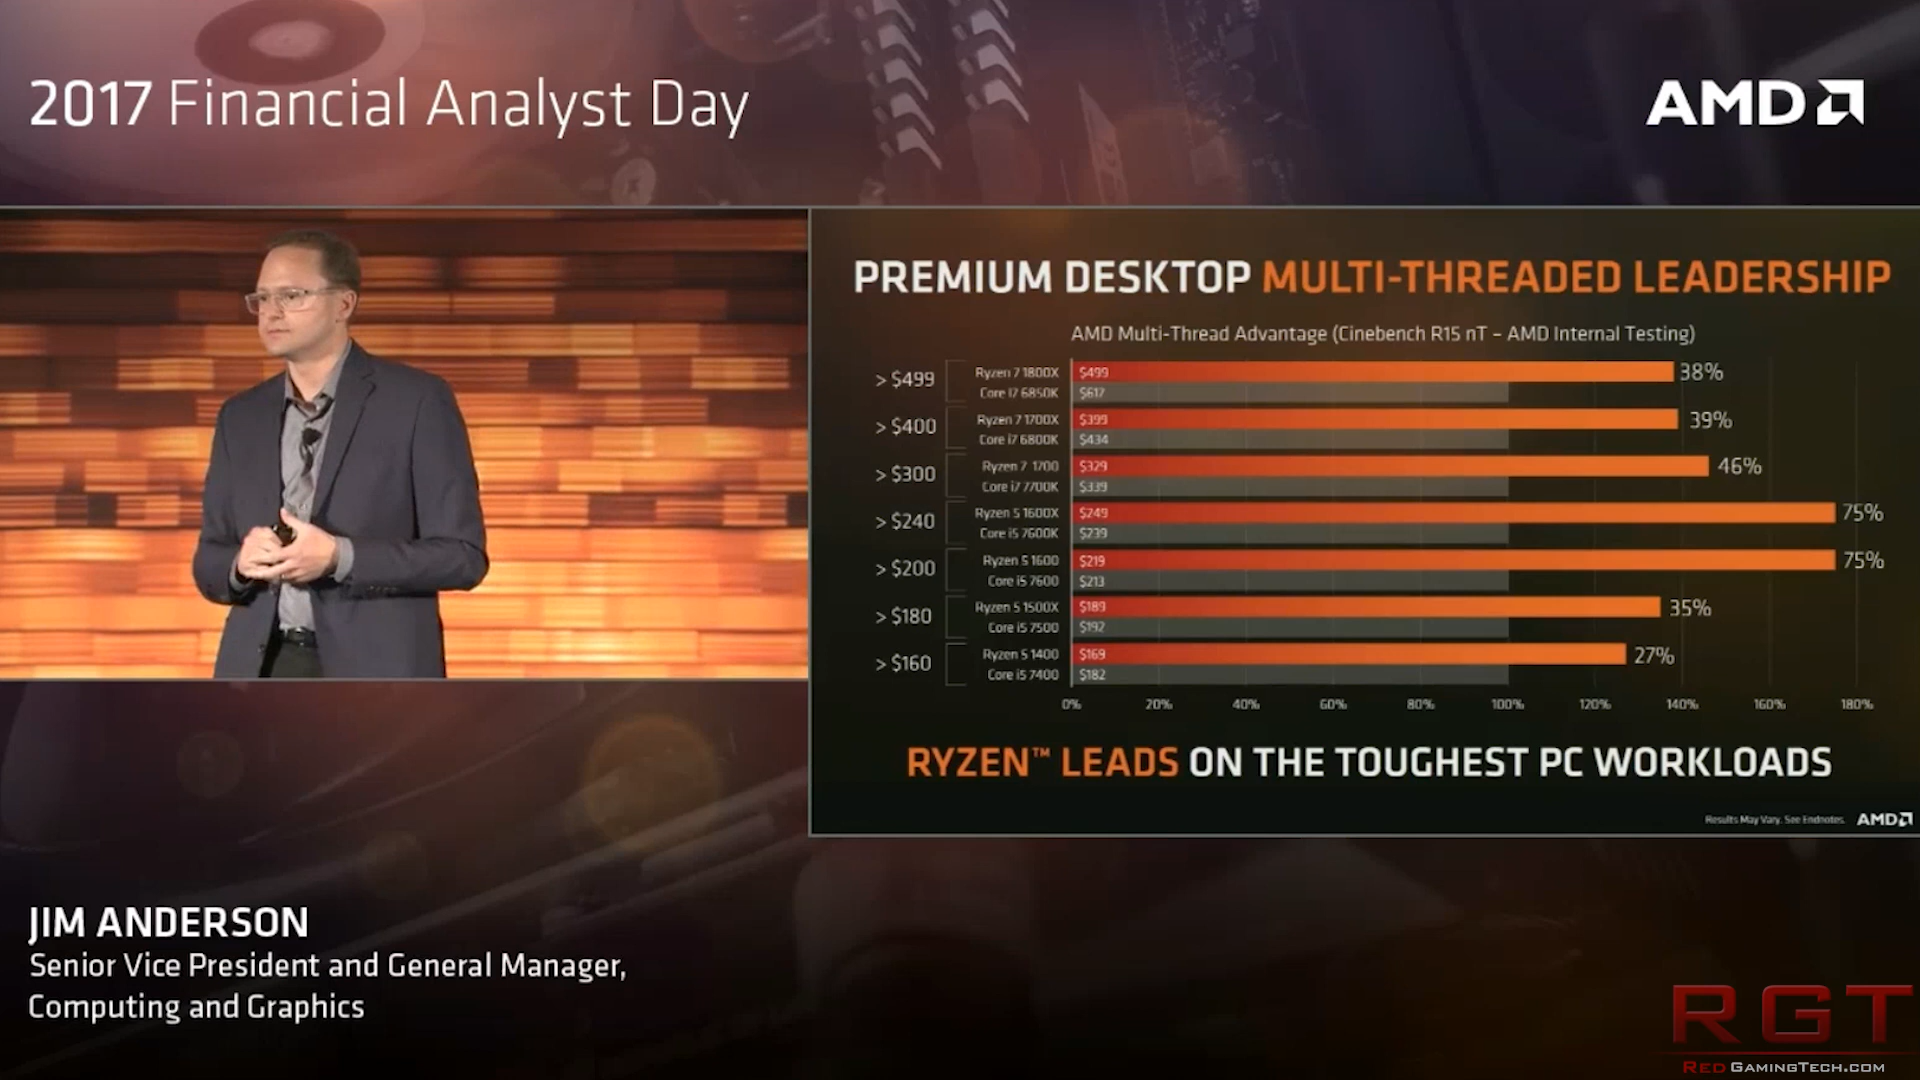 2017 Financial Analyst Day
AMD
PREMIUM DESKTOP MULTI-THREADED LEADERSHIP
AMD Multi-Thread Advantage (Cinebench R15 nT – AMD Internal Testing)
> $499 Ryzen 7 1800X $499 38%
Core i7 6850K $617
> $400 Ryzen 7 1700X $399 39%
Core i7 6800K $434
> $300 Ryzen 7 1700 $329 46%
Core i7 7700K $339
> $240 Ryzen 5 1600X $249 75%
Core i5 7600K $239
> $200 Ryzen 5 1600 $219 75%
Core i5 7600 $213
> $180 Ryzen 5 1500X $189 35%
Core i5 7500 $192
> $160 Ryzen 5 1400 $169 27%
Core i5 7400 $182
0% 20% 40% 60% 80% 100% 120% 140% 160% 180%
RYZEN™ LEADS ON THE TOUGHEST PC WORKLOADS
Results May Vary. See Endnotes. AMD
JIM ANDERSON
Senior Vice President and General Manager,
Computing and Graphics
RGT
REDGAMINGTECH.COM